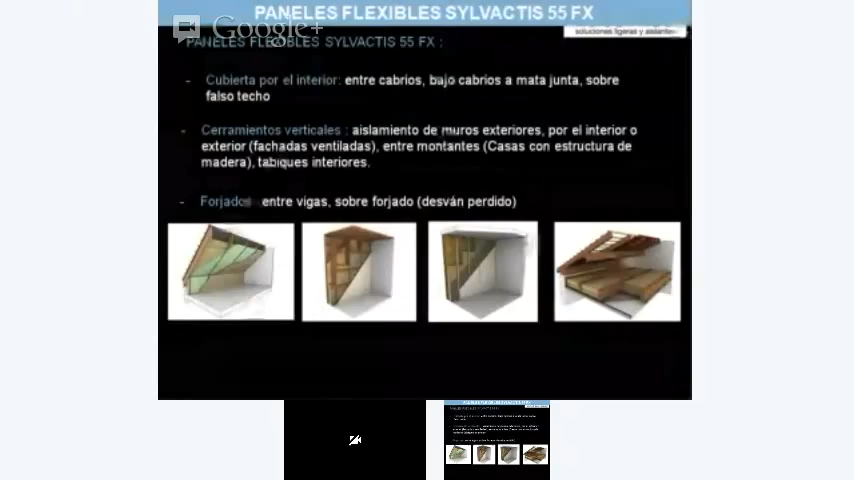 PANELES FLEXIBLES SYLVACTIS 55 FX
Google+
soluciones ligeras y aislantes
PANELES FLEXIBLES SYLVACTIS 55 FX :
- Cubierta por el interior: entre cabrios, bajo cabrios a mata junta, sobre
falso techo
- Cerramientos verticales : aislamiento de muros exteriores, por el interior o
exterior (fachadas ventiladas), entre montantes (Casas con estructura de
madera), tabiques interiores.
- Forjados entre vigas, sobre forjado (desván perdido)